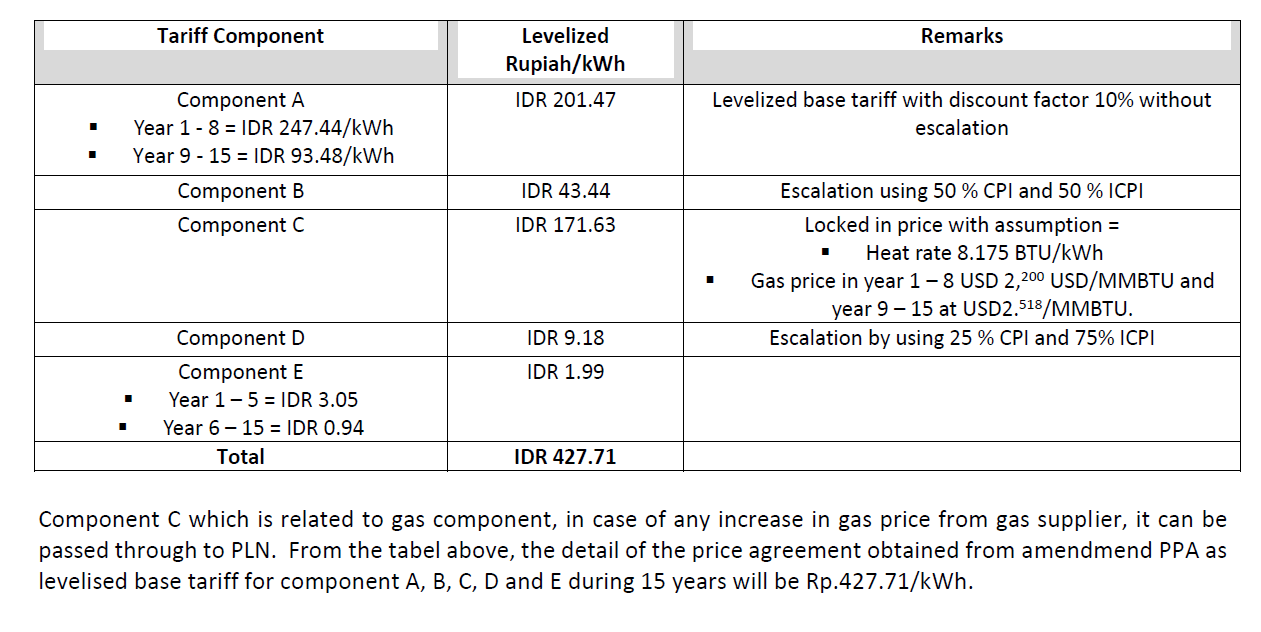 Tariff Component
Levelized
Rupiah/kWh
Remarks
Component A
▪ Year 1 - 8 = IDR 247.44/kWh
▪ Year 9 - 15 = IDR 93.48/kWh
IDR 201.47
Levelized base tariff with discount factor 10% without
escalation
Component B
IDR 43.44
Escalation using 50 % CPI and 50 % ICPI
Component C
IDR 171.63
Locked in price with assumption =
▪ Heat rate 8.175 BTU/kWh
▪ Gas price in year 1 – 8 USD 2,²⁰⁰ USD/MMBTU and
year 9 – 15 at USD2.⁵¹⁸/MMBTU.
Component D
IDR 9.18
Escalation by using 25 % CPI and 75% ICPI
Component E
▪ Year 1 – 5 = IDR 3.05
▪ Year 6 – 15 = IDR 0.94
IDR 1.99
Total
IDR 427.71
Component C which is related to gas component, in case of any increase in gas price from gas supplier, it can be
passed through to PLN. From the tabel above, the detail of the price agreement obtained from amendmend PPA as
levelised base tariff for component A, B, C, D and E during 15 years will be Rp.427.71/kWh.